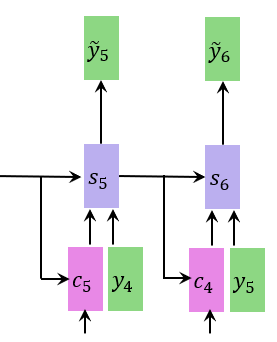 ỹ₅ ỹ₆
s₅ s₆
c₅ y₄ c₄ y₅